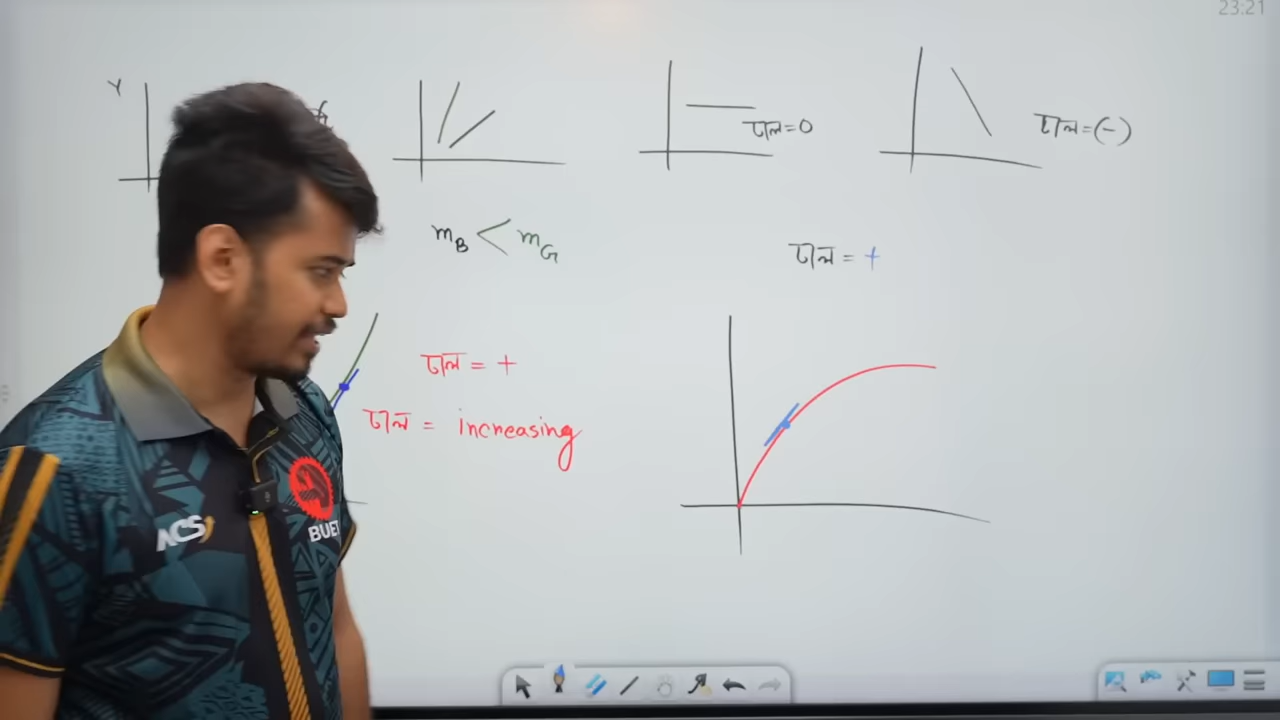 23:21
Y
ঢাল=0
ঢাল=(-)
m_B < m_G
ঢাল = +
ঢাল = +
ঢাল = increasing
ACS
BUET